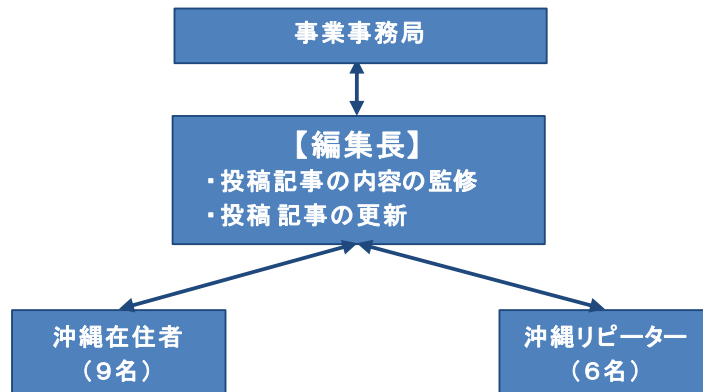 事業事務局
【編集長】
・投稿記事の内容の監修
・投稿記事の更新
沖縄在住者
（９名）
沖縄リピーター
（６名）